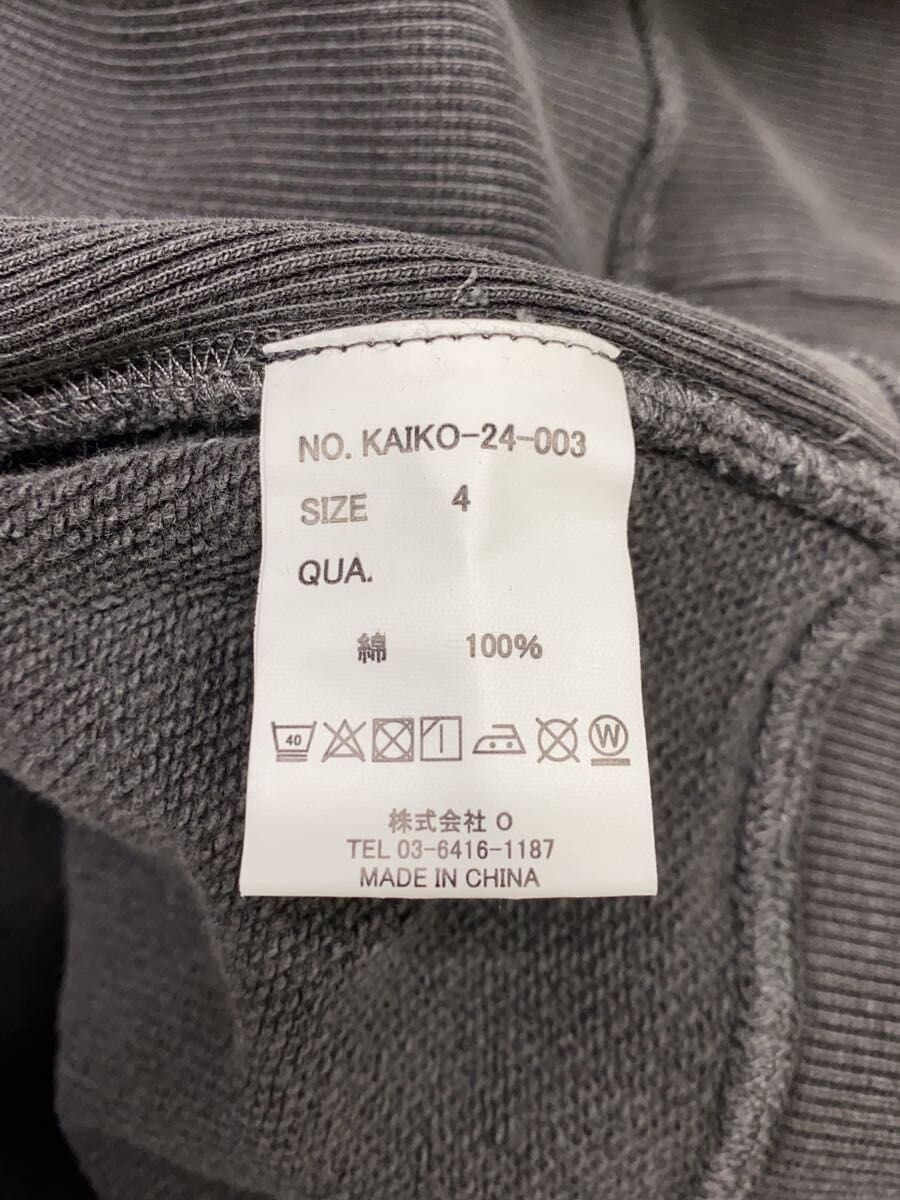 NO. KAIKO-24-003
SIZE 4
QUA.
綿 100%
40 W
株式会社 O
TEL 03-6416-1187
MADE IN CHINA